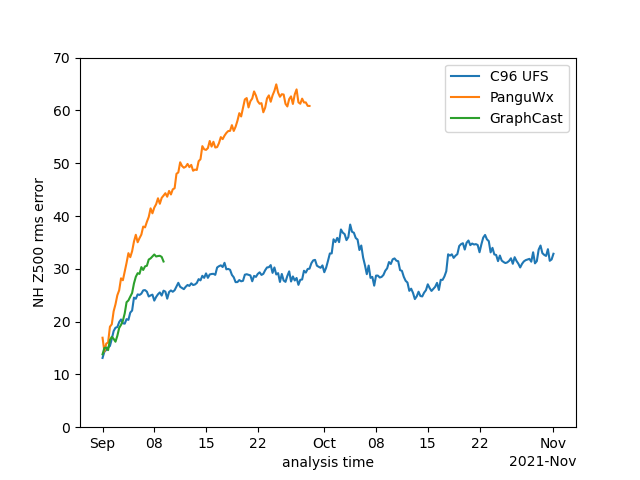 70
60
50
40
30
20
10
0
NH Z500 rms error
C96 UFS
PanguWx
GraphCast
Sep 08 15 22 Oct 08 15 22 Nov
analysis time
2021-Nov